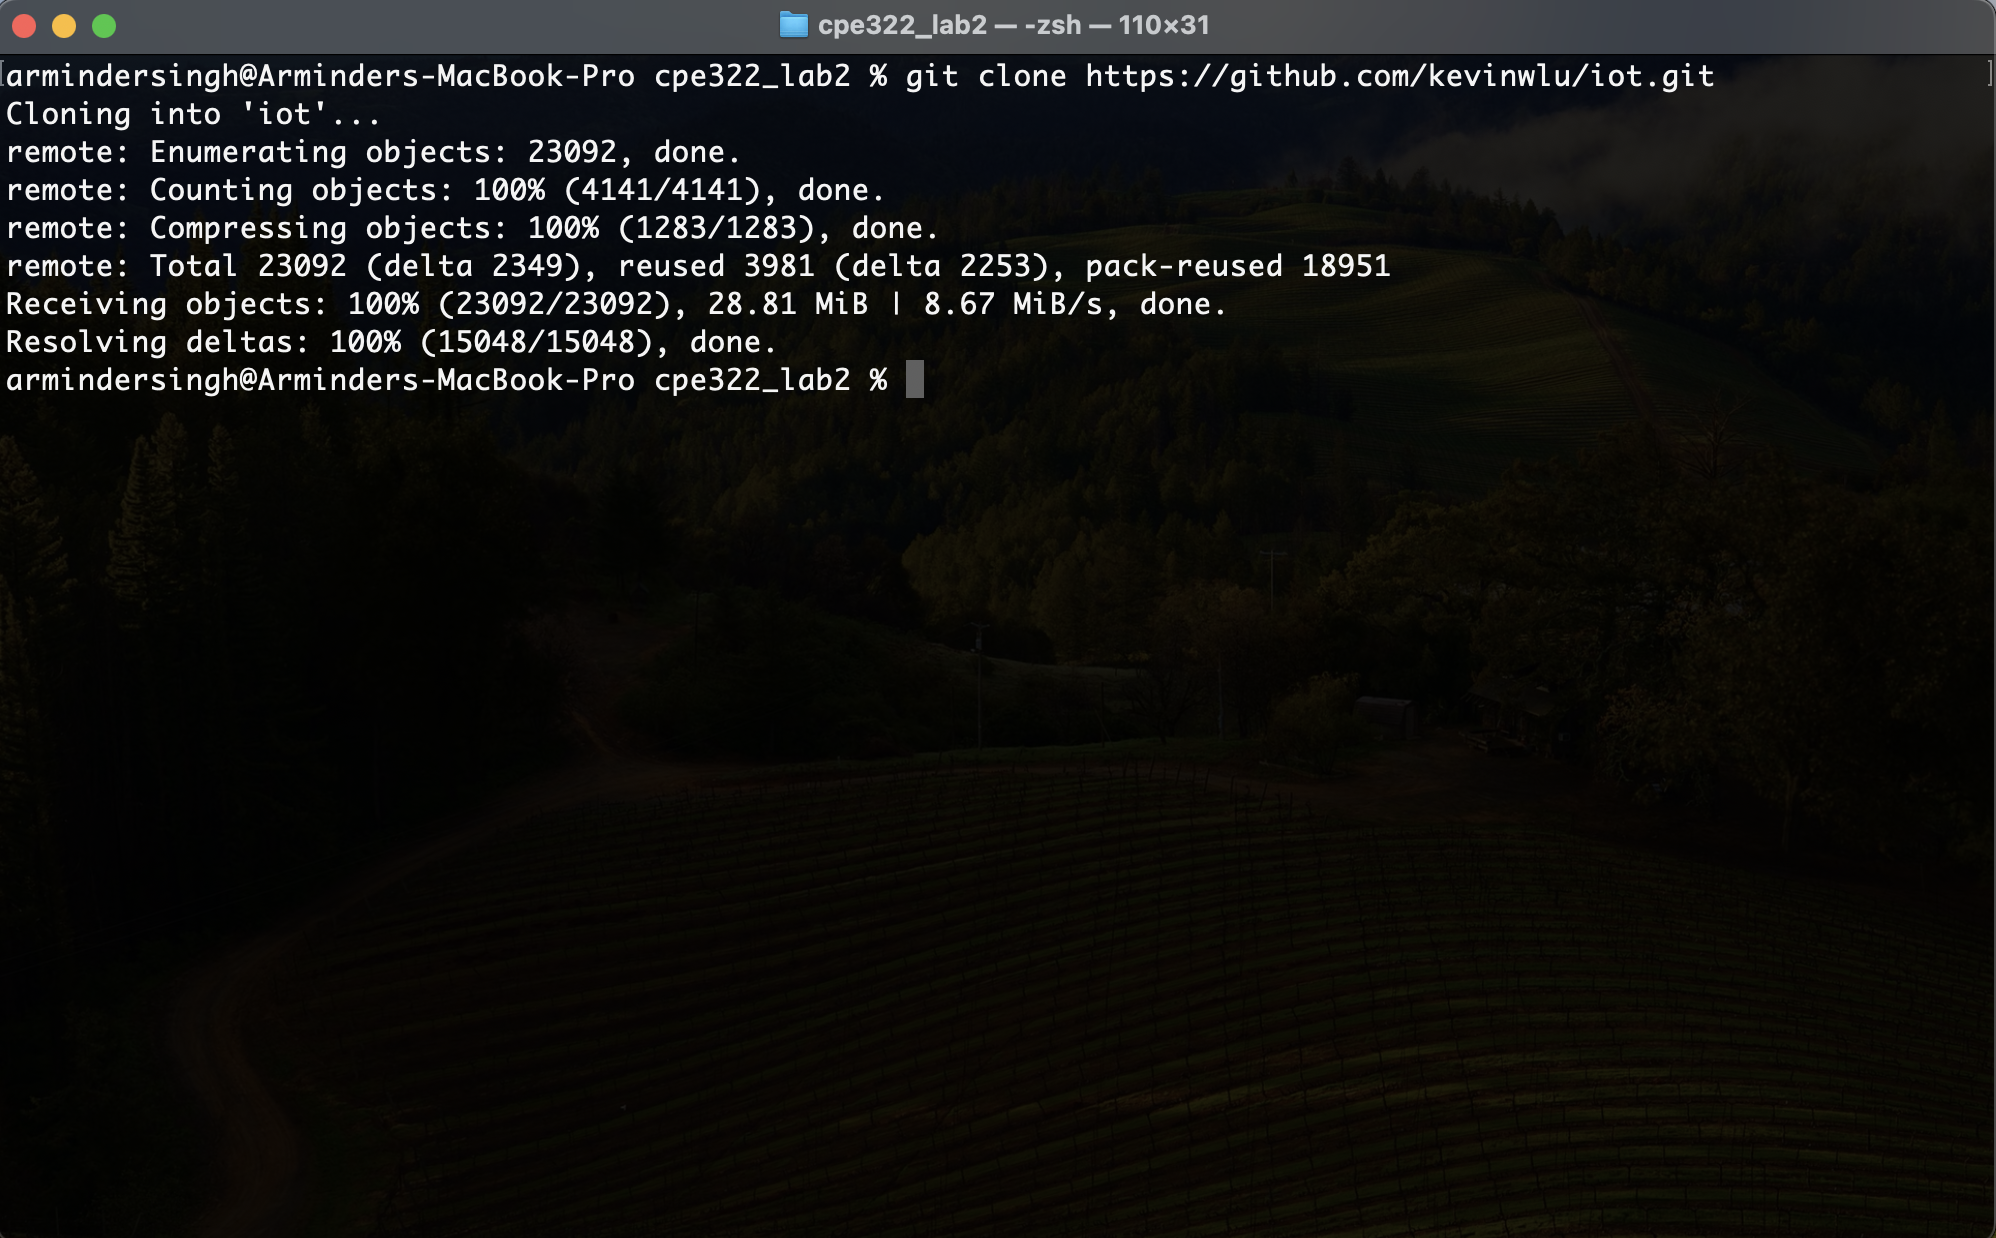 cpe322_lab2 — -zsh — 110×31
armindersingh@Arminders-MacBook-Pro cpe322_lab2 % git clone https://github.com/kevinwlu/iot.git
Cloning into 'iot'...
remote: Enumerating objects: 23092, done.
remote: Counting objects: 100% (4141/4141), done.
remote: Compressing objects: 100% (1283/1283), done.
remote: Total 23092 (delta 2349), reused 3981 (delta 2253), pack-reused 18951
Receiving objects: 100% (23092/23092), 28.81 MiB | 8.67 MiB/s, done.
Resolving deltas: 100% (15048/15048), done.
armindersingh@Arminders-MacBook-Pro cpe322_lab2 %